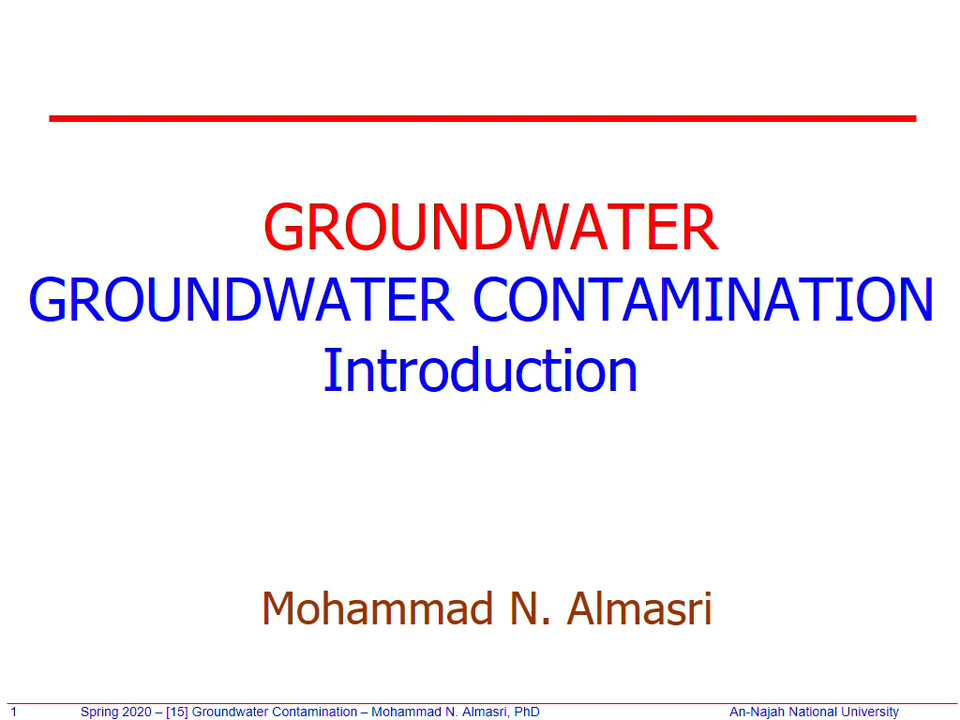 GROUNDWATER
GROUNDWATER CONTAMINATION
Introduction
Mohammad N. Almasri
1 Spring 2020 – [15] Groundwater Contamination – Mohammad N. Almasri, PhD An-Najah National University